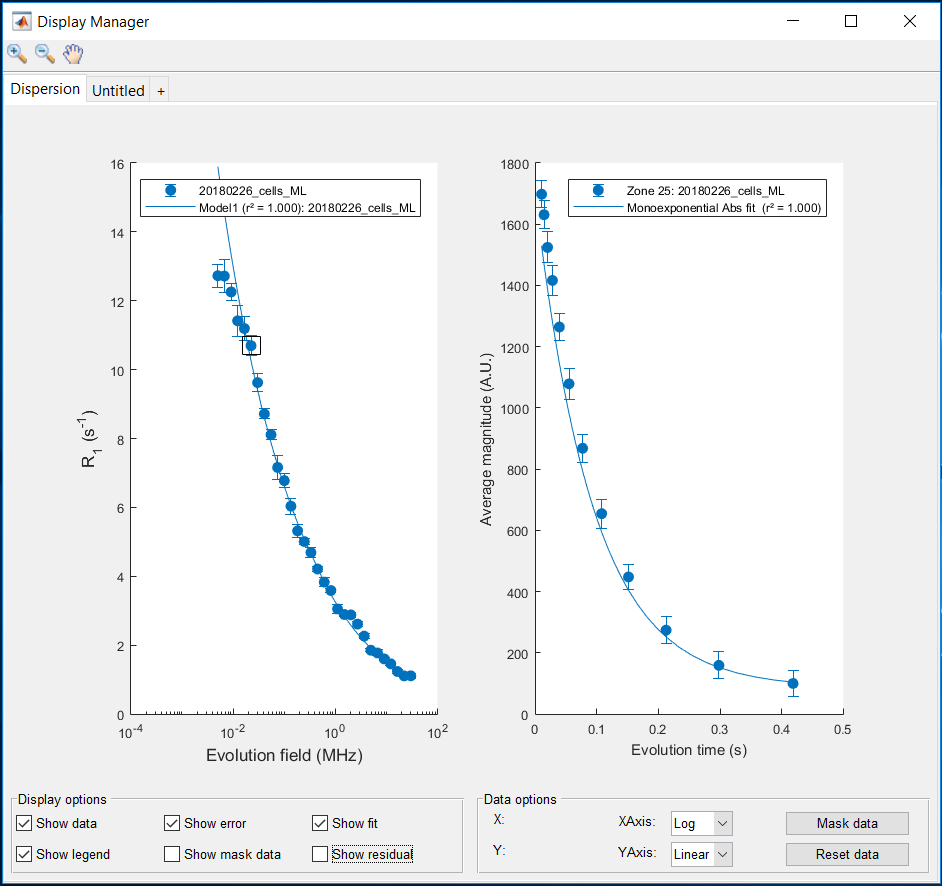 Display Manager
Dispersion
Untitled
+
20180226_cells_ML
Model1 (r² = 1.000): 20180226_cells_ML
16
14
12
10
8
6
4
2
0
R1 (s-1)
10-4
10-2
100
102
Evolution field (MHz)
Zone 25: 20180226_cells_ML
Monoexponential Abs fit (r² = 1.000)
1800
1600
1400
1200
1000
800
600
400
200
0
Average magnitude (A.U.)
0
0.1
0.2
0.3
0.4
0.5
Evolution time (s)
Display options
Show data
Show error
Show fit
Show legend
Show mask data
Show residual
Data options
X:
XAxis:
Log
Mask data
Y:
YAxis:
Linear
Reset data